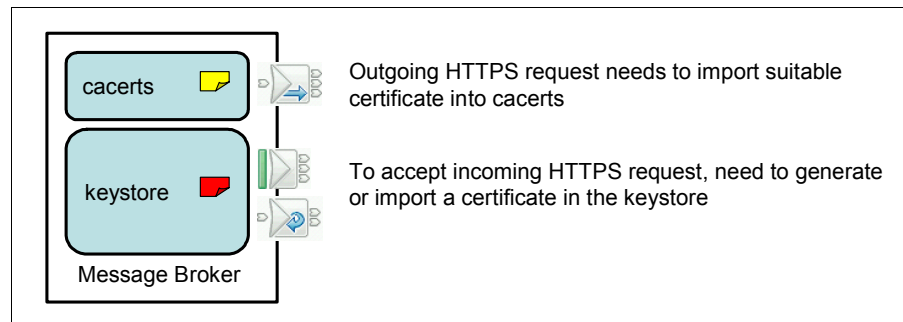 cacerts
Outgoing HTTPS request needs to import suitable
certificate into cacerts
keystore
To accept incoming HTTPS request, need to generate
or import a certificate in the keystore
Message Broker